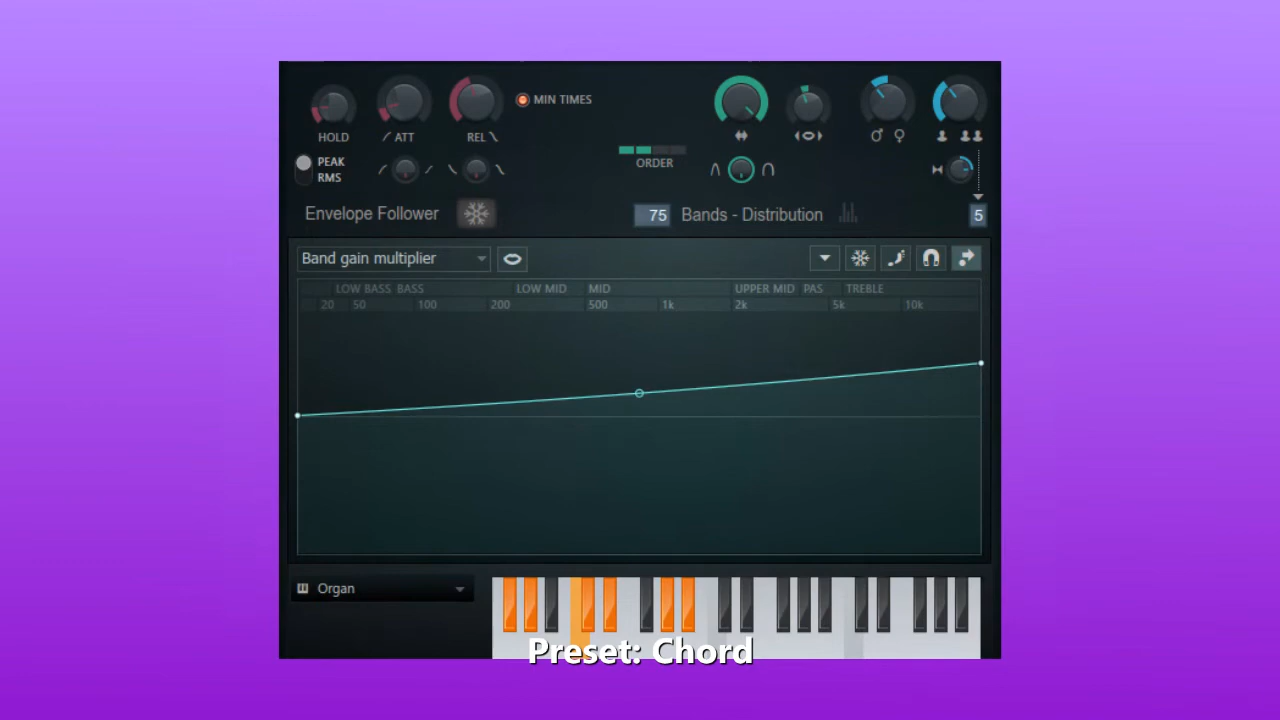 MIN TIMES
HOLD ATT REL
PEAK
RMS
ORDER
Envelope Follower 75 Bands - Distribution 5
Band gain multiplier
LOW BASS BASS LOW MID MID UPPER MID PAS TREBLE
20 50 100 200 500 1k 2k 5k 10k
Organ
Preset: Chord